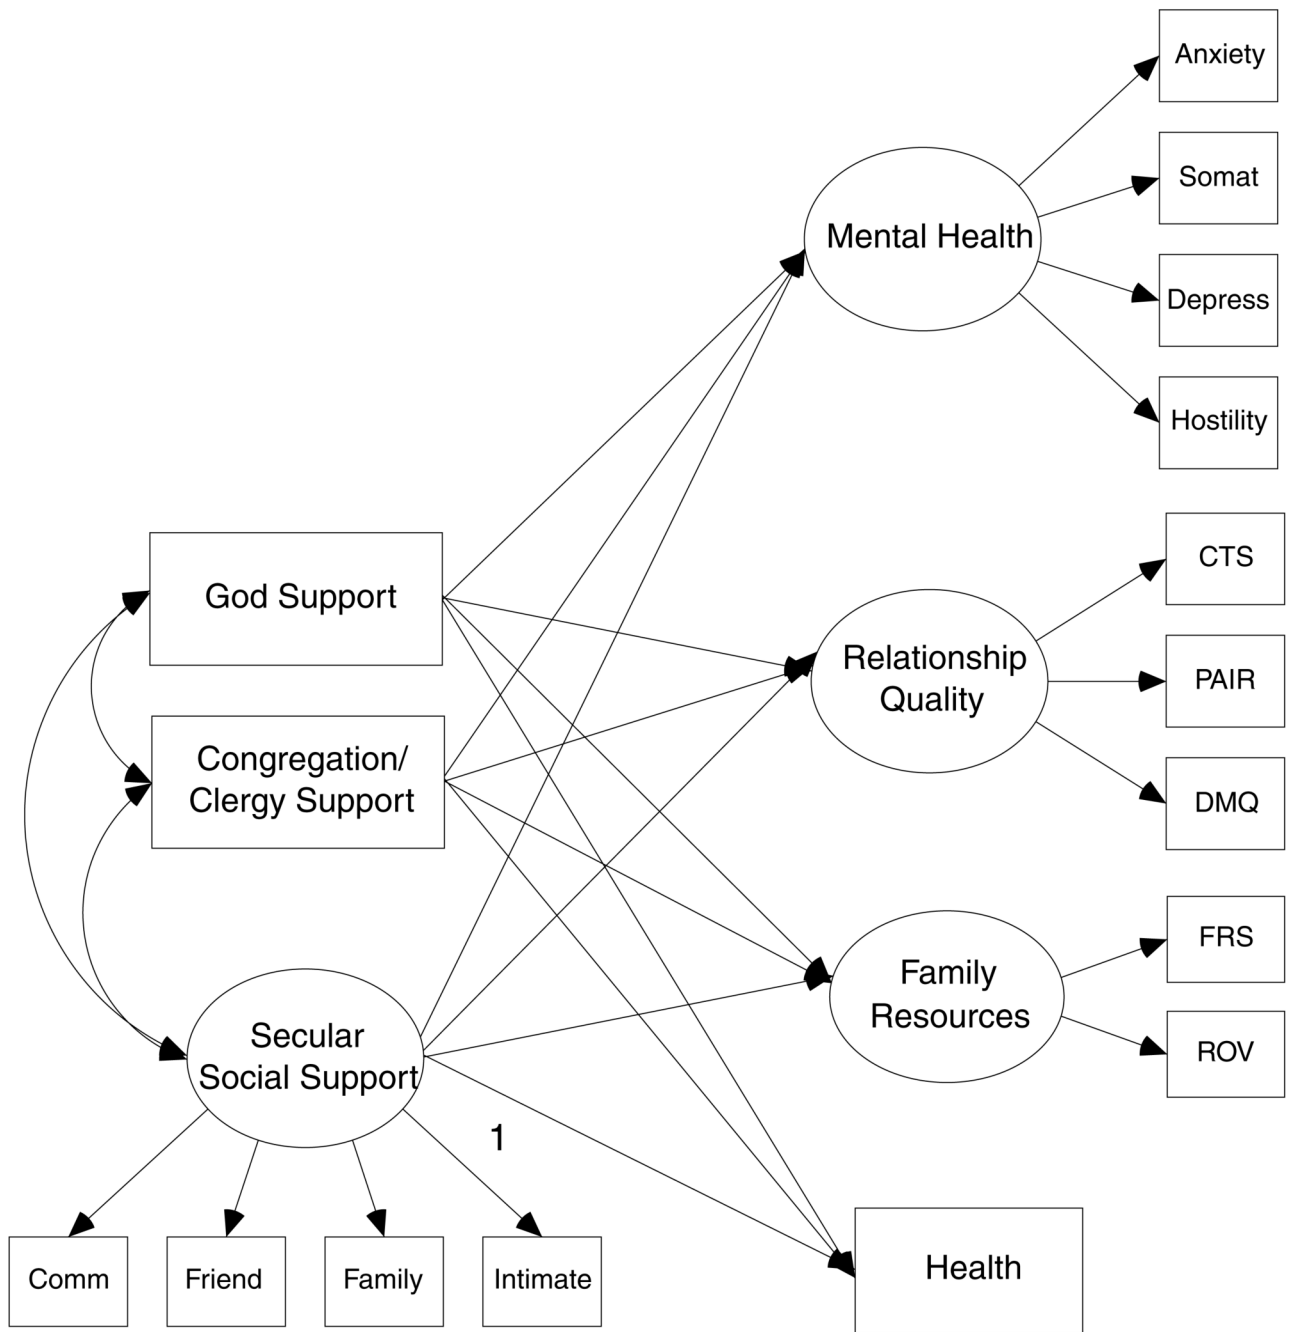 Anxiety
Somat
Mental Health
Depress
Hostility
CTS
God Support
Relationship
Quality
PAIR
Congregation/
Clergy Support
DMQ
FRS
Family
Resources
Secular
Social Support
ROV
1
Comm
Friend
Family
Intimate
Health